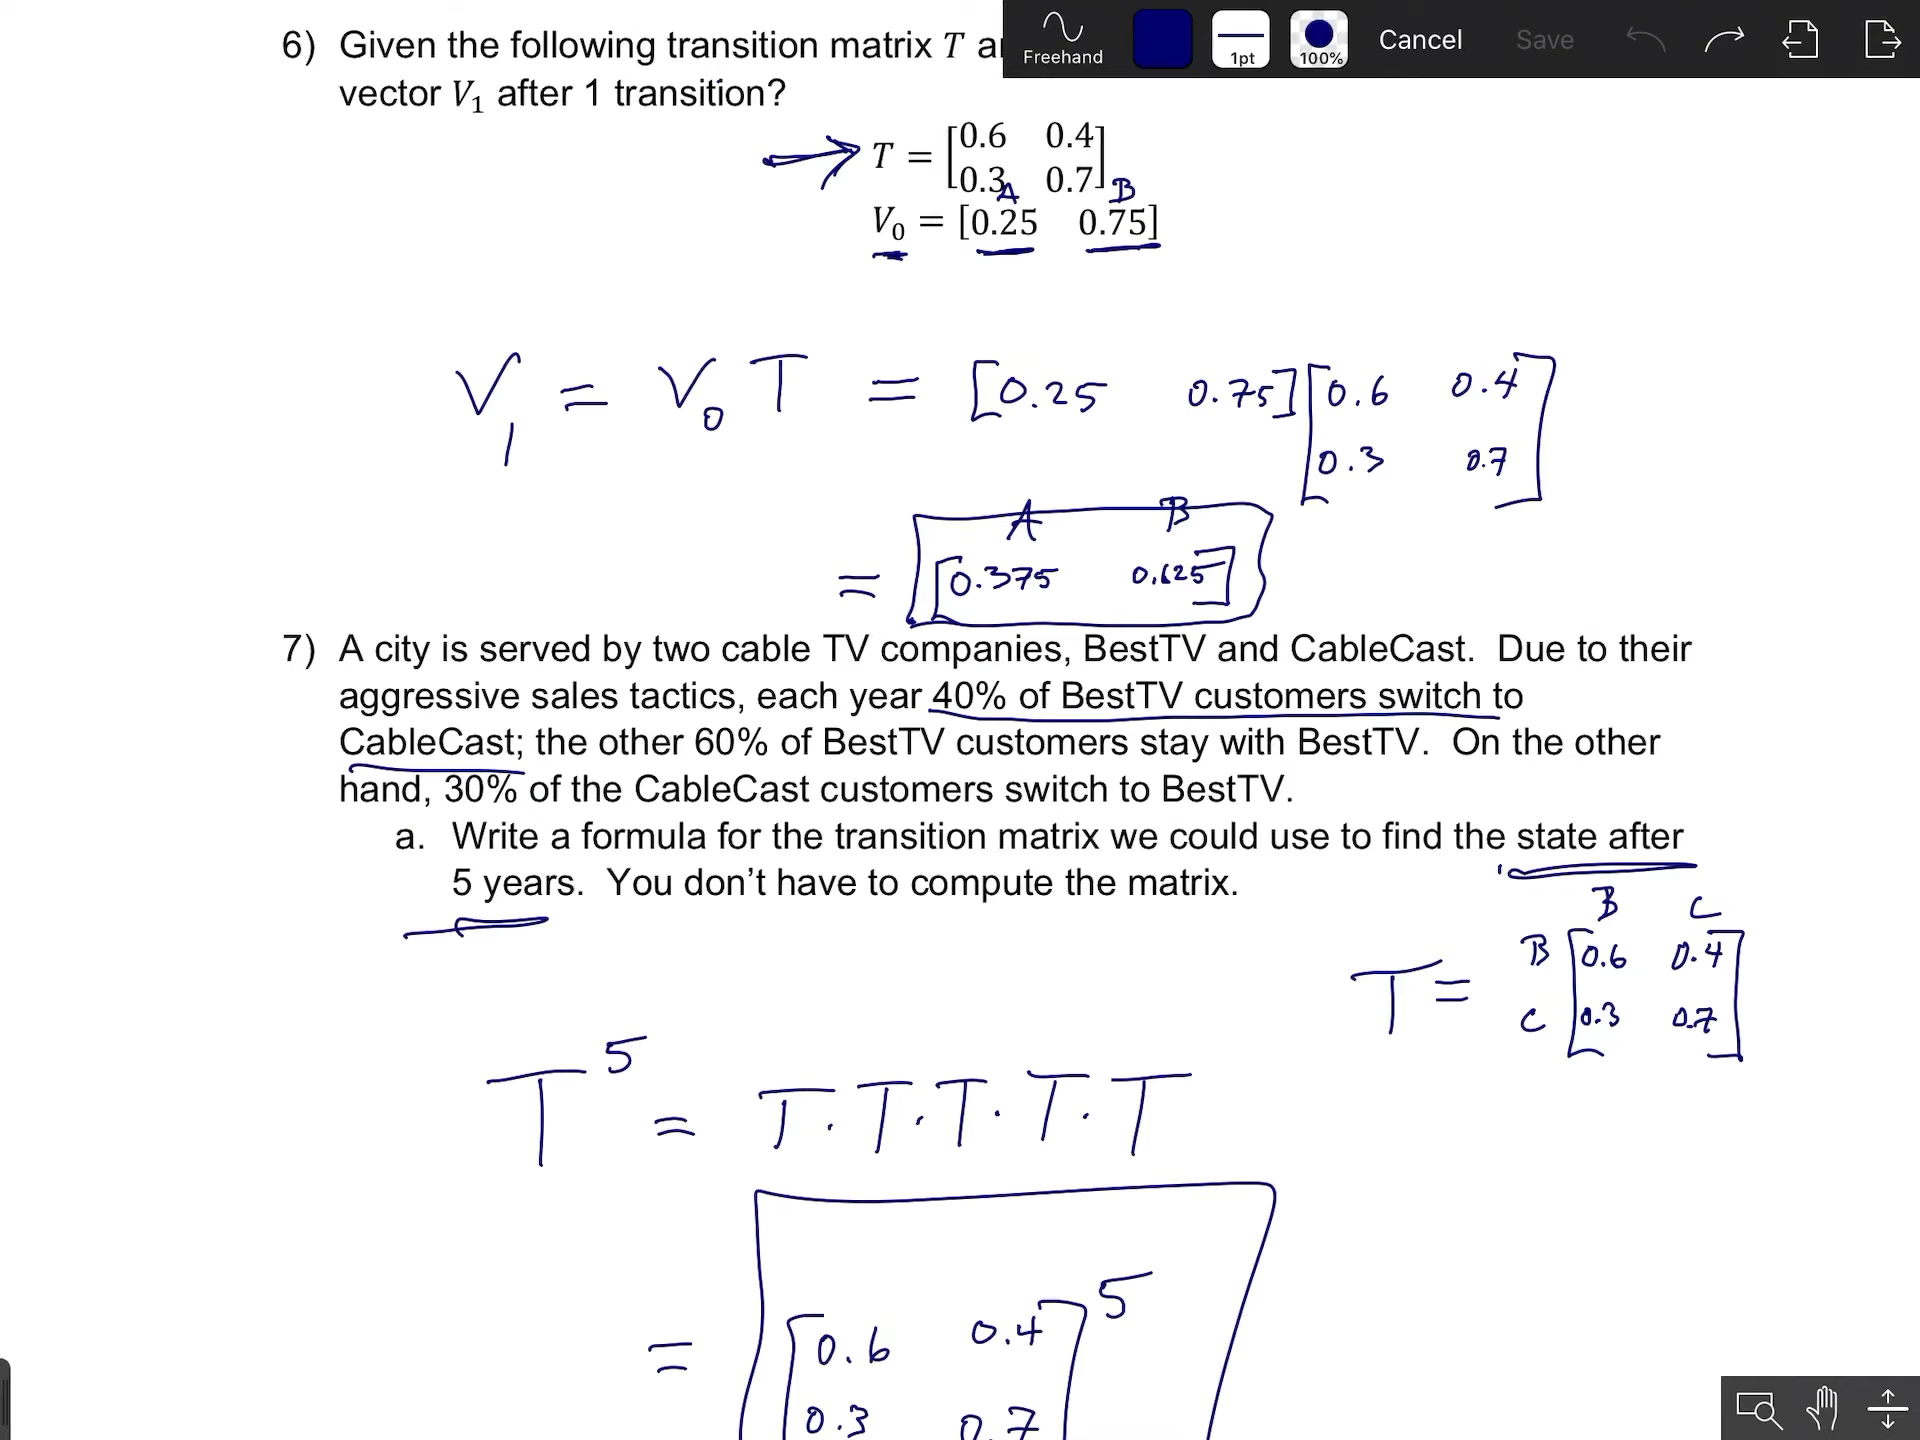 6) Given the following transition matrix T a
vector V₁ after 1 transition?
Freehand 1pt 100% Cancel Save
T = [0.6 0.4
0.3 0.7]
A B
V₀ = [0.25 0.75]
V₁ = V₀ T = [0.25 0.75] [0.6 0.4
0.3 0.7]
A B
= [0.375 0.625]
7) A city is served by two cable TV companies, BestTV and CableCast. Due to their
aggressive sales tactics, each year 40% of BestTV customers switch to
CableCast; the other 60% of BestTV customers stay with BestTV. On the other
hand, 30% of the CableCast customers switch to BestTV.
a. Write a formula for the transition matrix we could use to find the state after
5 years. You don't have to compute the matrix.
B C
T = B [0.6 0.4
C 0.3 0.7]
T⁵ = T · T · T · T · T
= [0.6 0.4]⁵
0.3 0.7